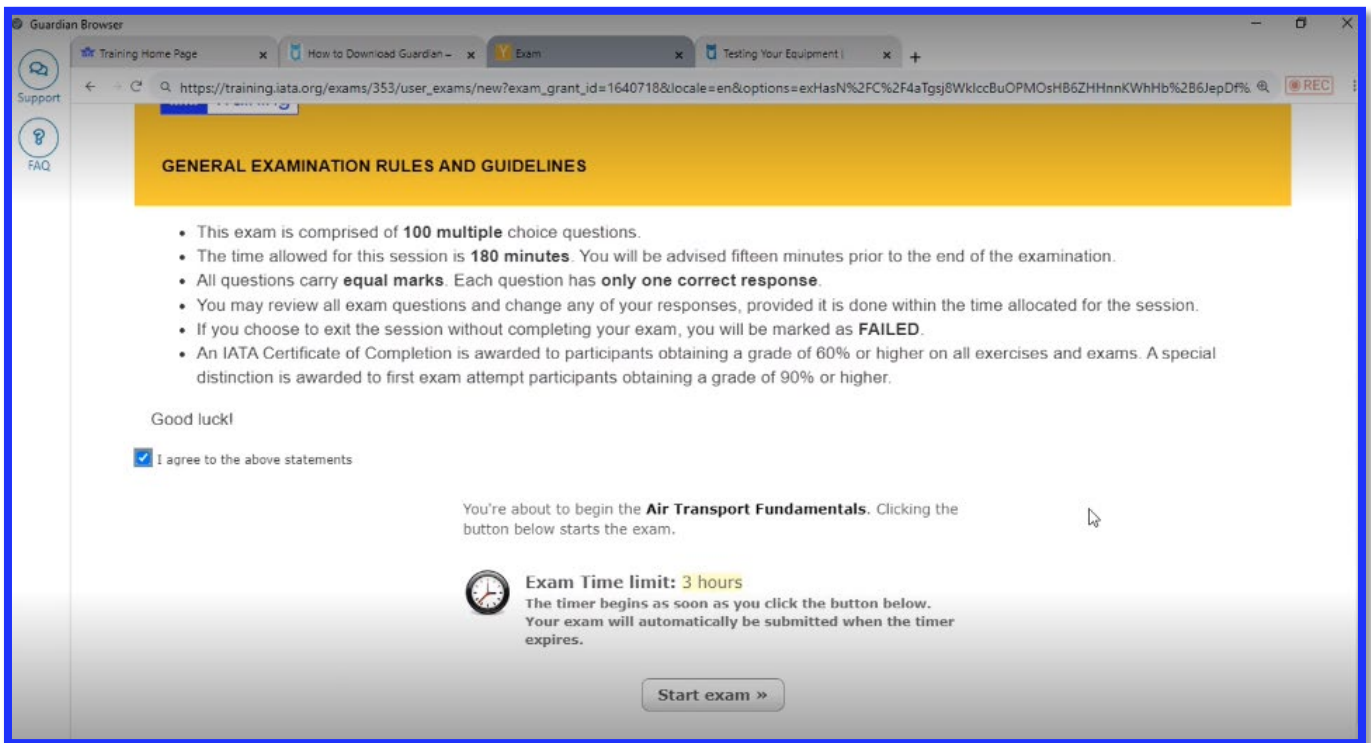 Guardian Browser
Training Home Page x How to Download Guardian – x Exam x Testing Your Equipment | x +
Support
https://training.iata.org/exams/353/user_exams/new?exam_grant_id=1640718&locale=en&options=
REC
Training
FAQ
GENERAL EXAMINATION RULES AND GUIDELINES
• This exam is comprised of 100 multiple choice questions.
• The time allowed for this session is 180 minutes. You will be advised fifteen minutes prior to the end of the examination.
• All questions carry equal marks. Each question has only one correct response.
• You may review all exam questions and change any of your responses, provided it is done within the time allocated for the session.
• If you choose to exit the session without completing your exam, you will be marked as FAILED.
• An IATA Certificate of Completion is awarded to participants obtaining a grade of 60% or higher on all exercises and exams. A special
distinction is awarded to first exam attempt participants obtaining a grade of 90% or higher.
Good luck!
I agree to the above statements
You're about to begin the Air Transport Fundamentals. Clicking the
button below starts the exam.
Exam Time limit: 3 hours
The timer begins as soon as you click the button below.
Your exam will automatically be submitted when the timer
expires.
Start exam »